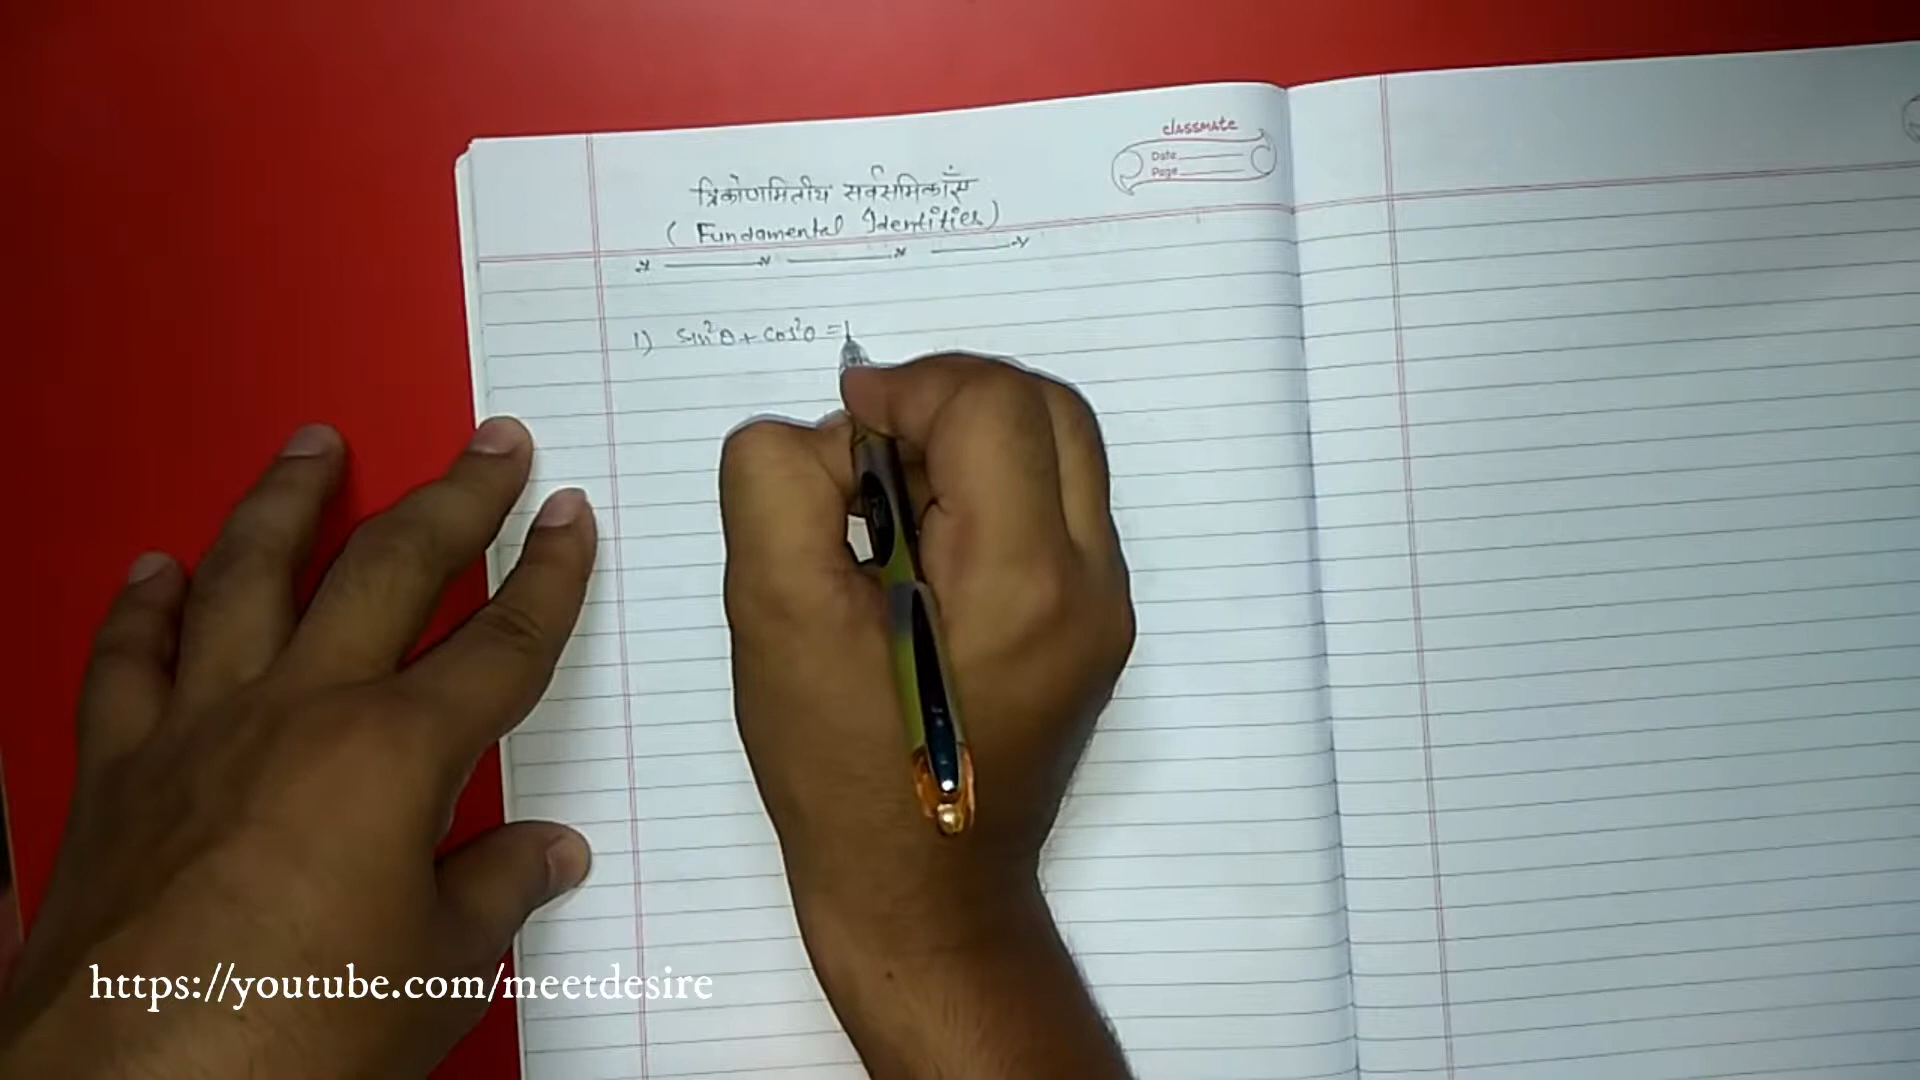 classmate
Date
Page
त्रिकोणमितीय सर्वसमिकाएँ
( Fundamental Identities )
1) sin²θ + cos²θ = 1
https://youtube.com/meetdesire